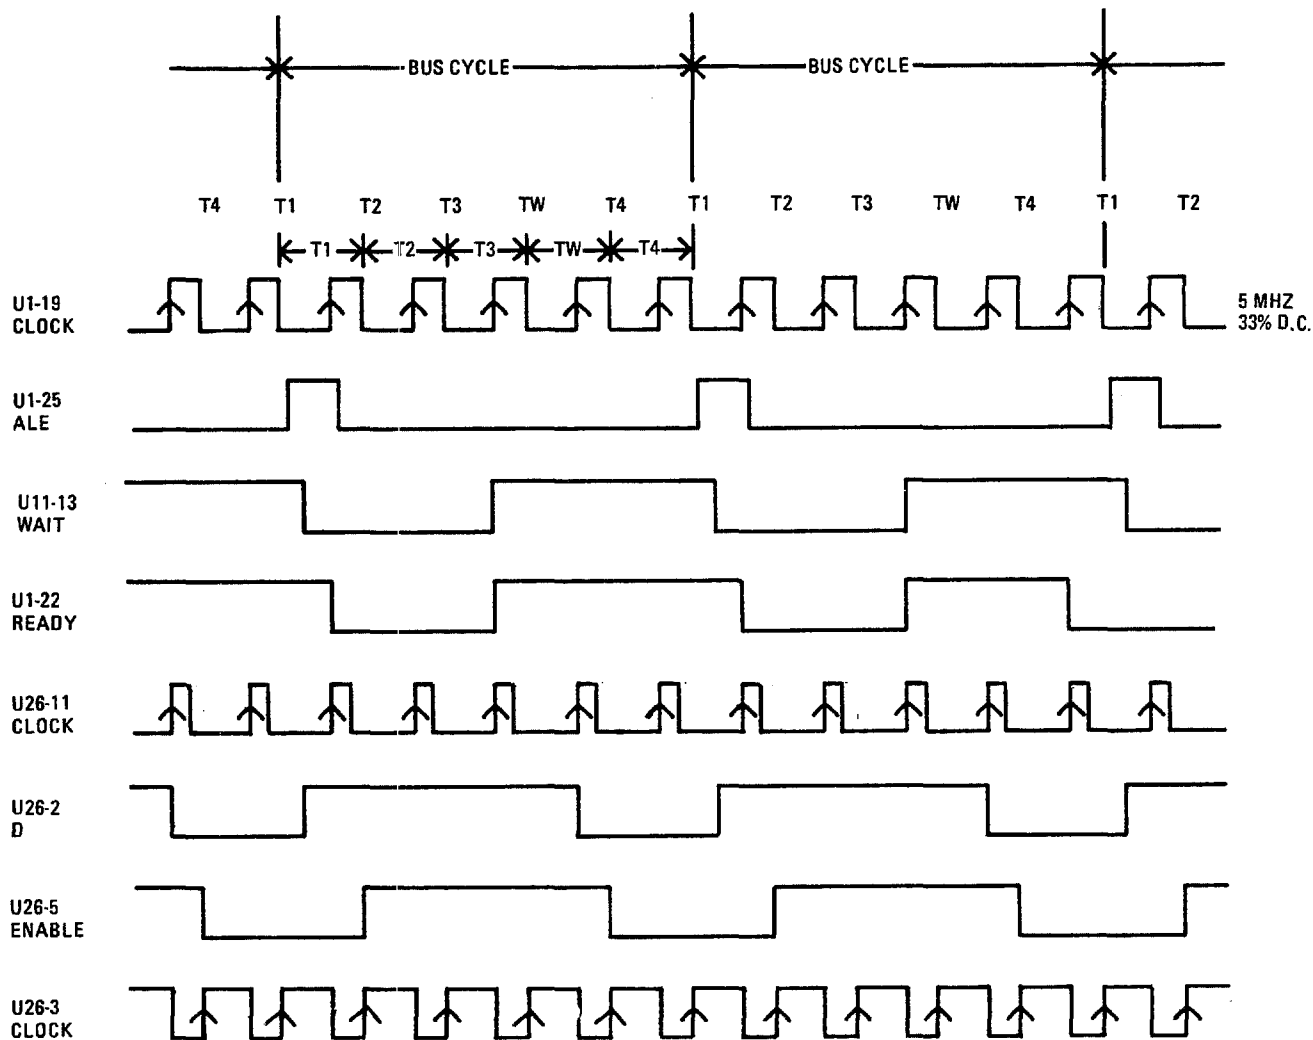 BUS CYCLE BUS CYCLE
T4 T1 T2 T3 TW T4 T1 T2 T3 TW T4 T1 T2
T1 T2 T3 TW T4
U1-19
CLOCK
5 MHZ
33% D.C.
U1-25
ALE
U11-13
WAIT
U1-22
READY
U26-11
CLOCK
U26-2
D
U26-5
ENABLE
U26-3
CLOCK